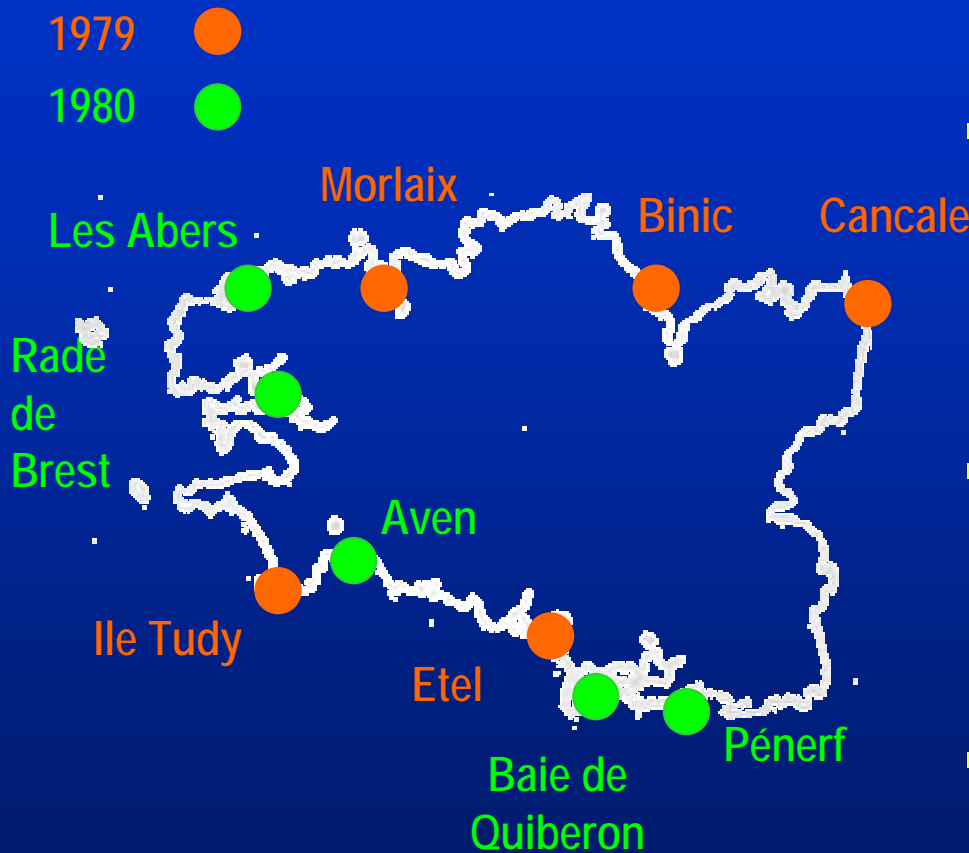 1979
1980
Morlaix
Binic
Cancale
Les Abers
Rade
de
Brest
Aven
Ile Tudy
Etel
Pénerf
Baie de
Quiberon